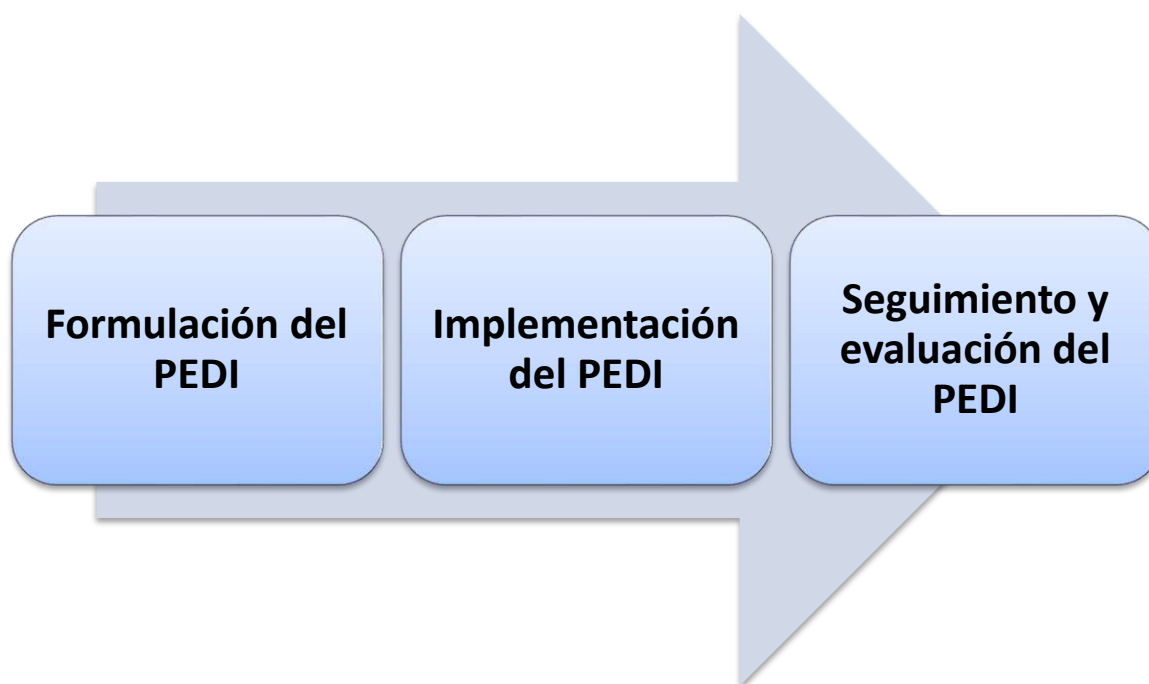 Formulación del
PEDI
Implementación
del PEDI
Seguimiento y
evaluación del
PEDI